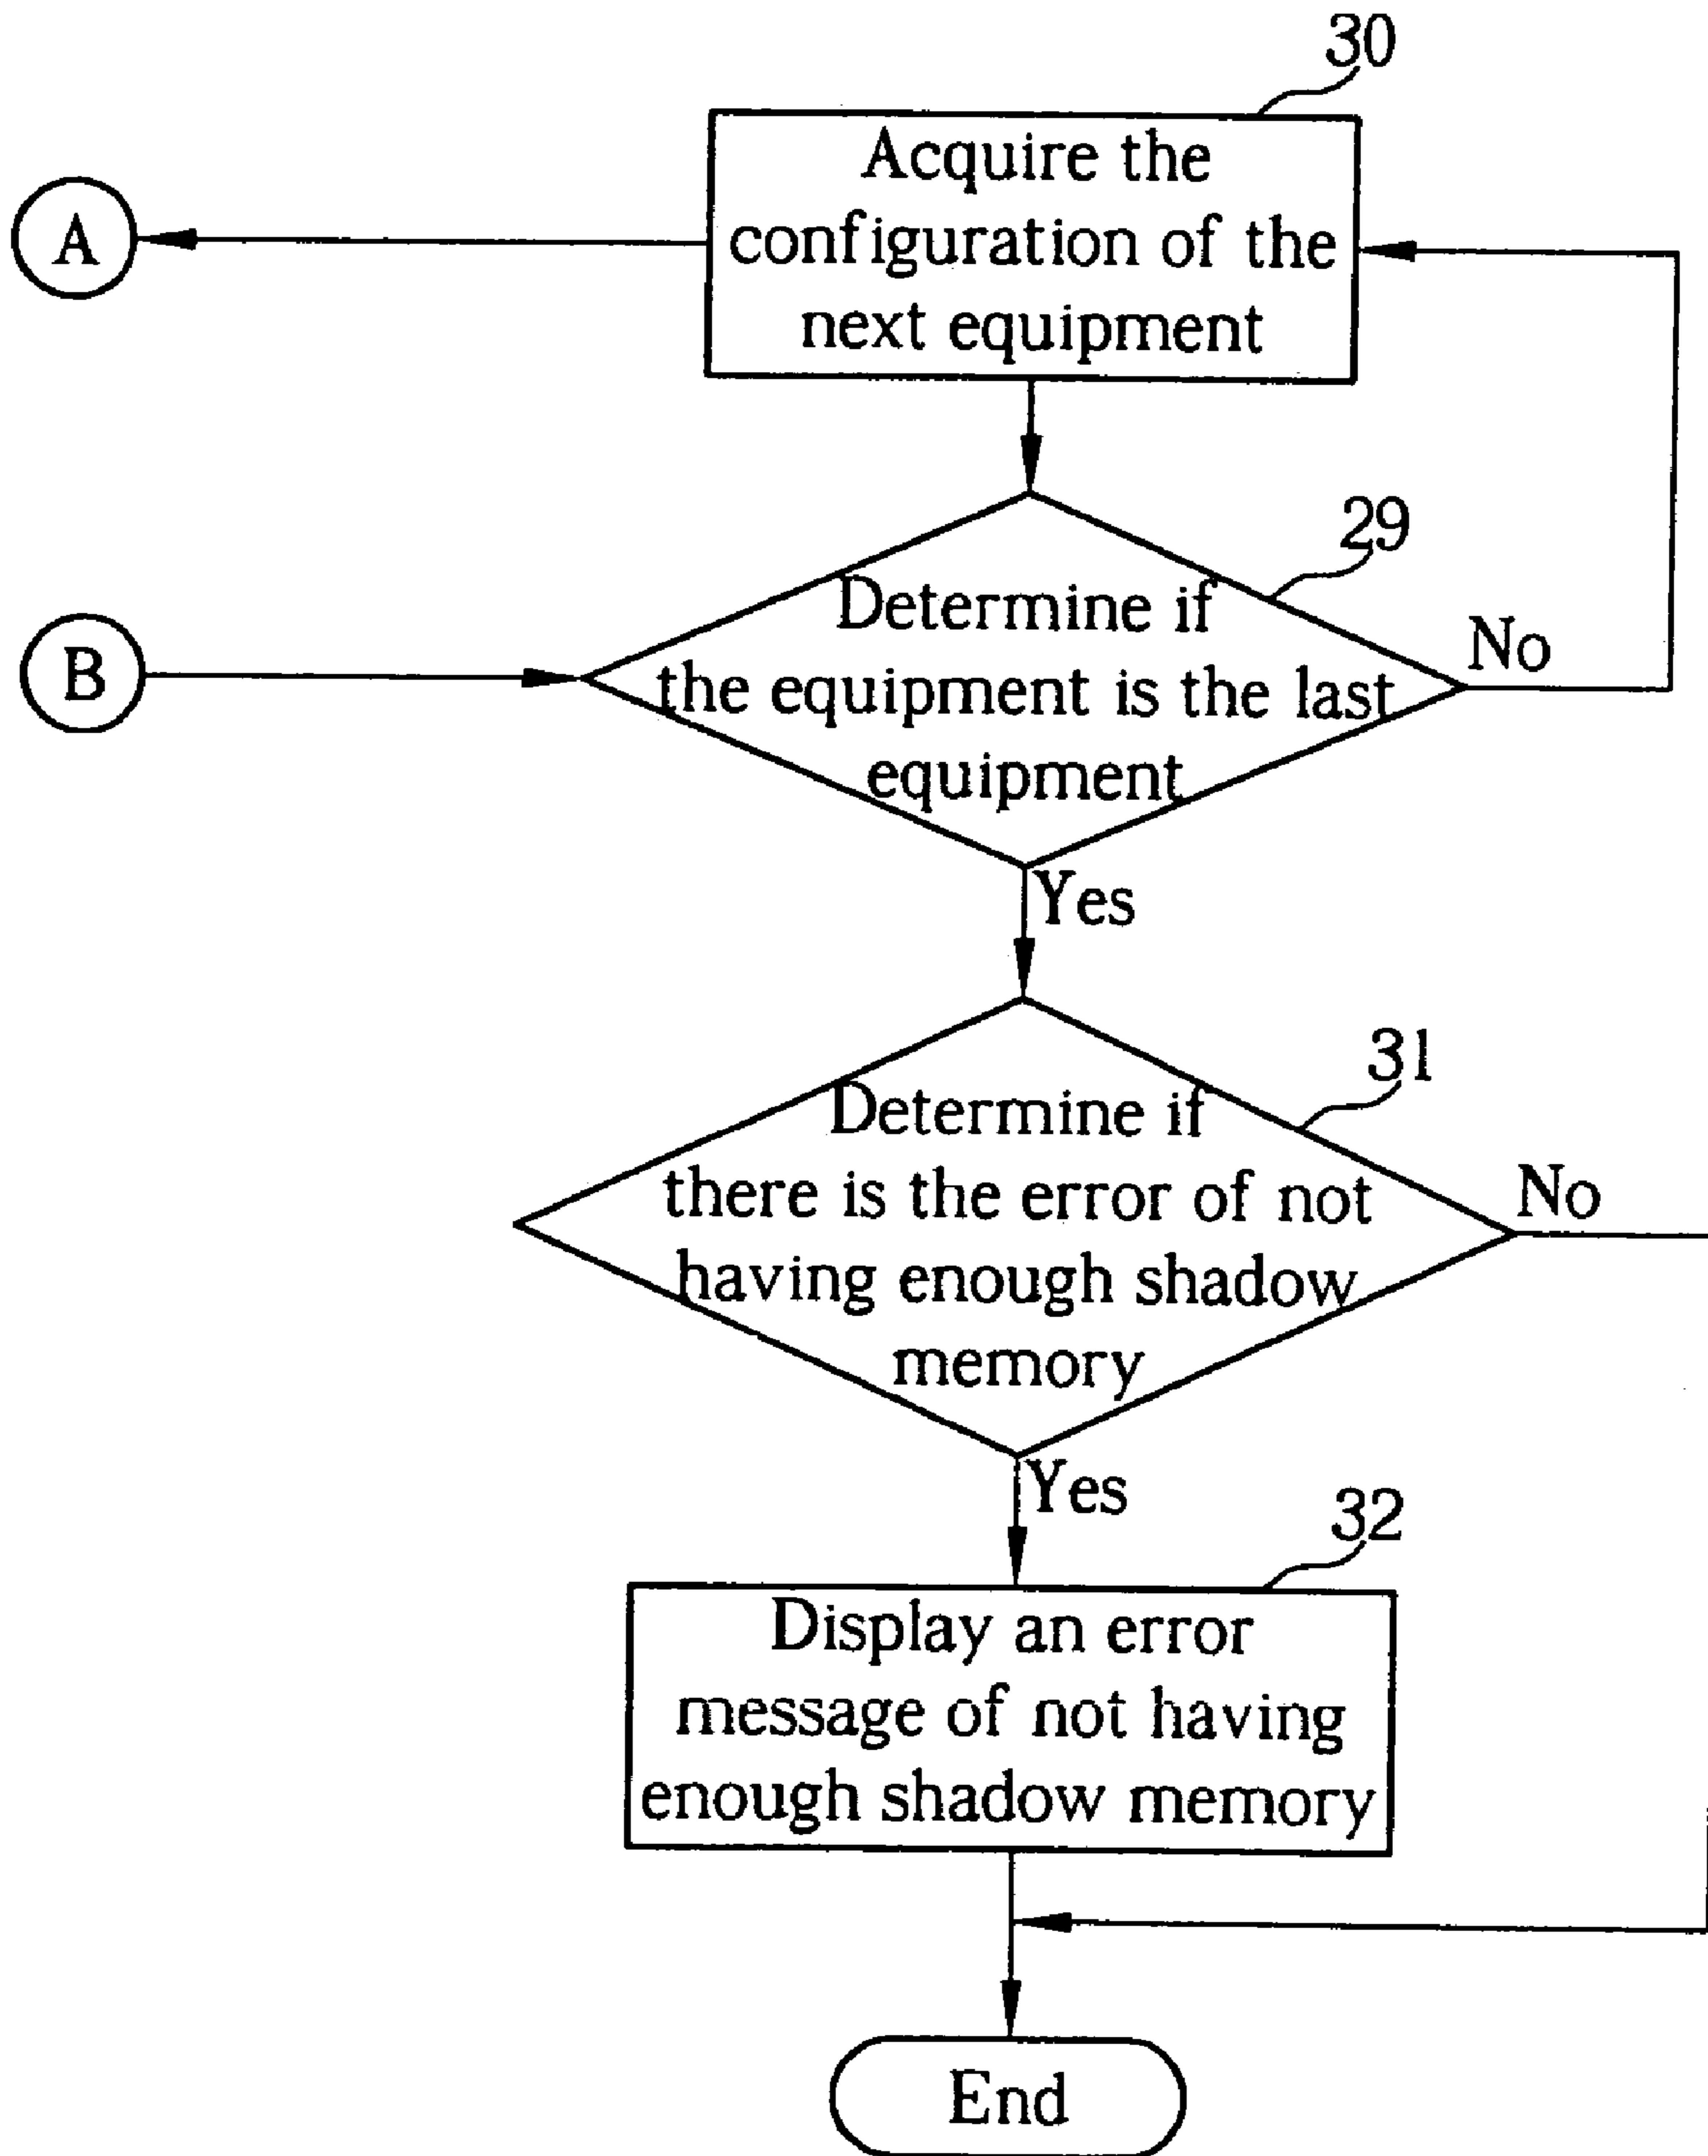 30
Acquire the
configuration of the
next equipment
A
29
Determine if
the equipment is the last
equipment
No
B
Yes
31
Determine if
there is the error of not
having enough shadow
memory
No
Yes
32
Display an error
message of not having
enough shadow memory
End